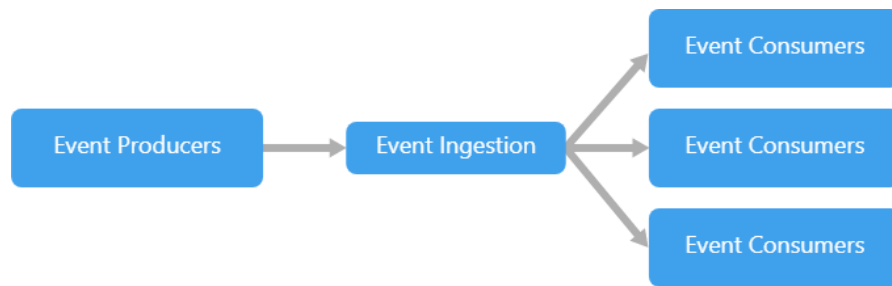 Event Consumers
Event Producers
Event Ingestion
Event Consumers
Event Consumers